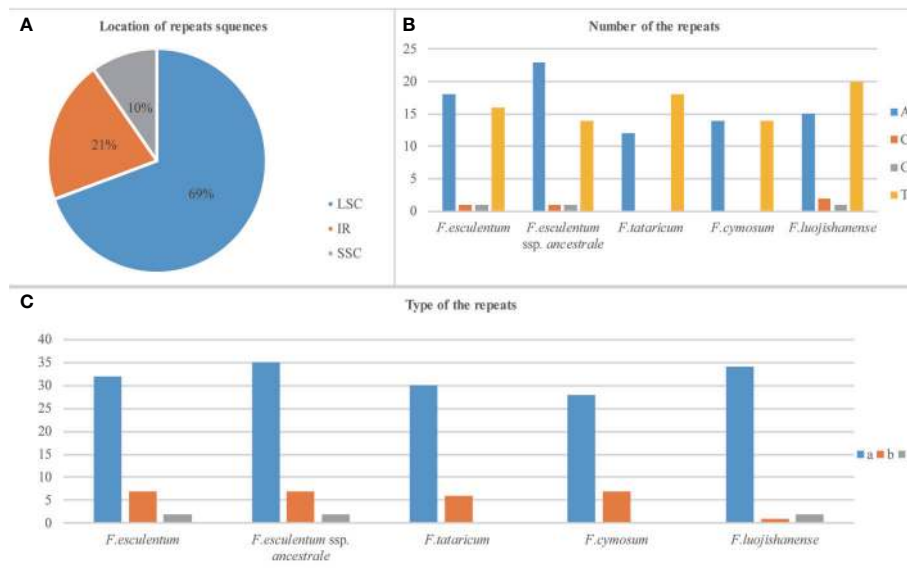 A
Location of repeats squences
10%
21%
69%
LSC
IR
SSC
B
Number of the repeats
25
20
15
10
5
0
F.esculentum
F.esculentum
ssp. ancestrale
F.tataricum
F.cymosum
F.luojishanense
A
T
C
Type of the repeats
40
35
30
25
20
15
10
5
0
F.esculentum
F.esculentum ssp.
ancestrale
F.tataricum
F.cymosum
F.luojishanense
a b